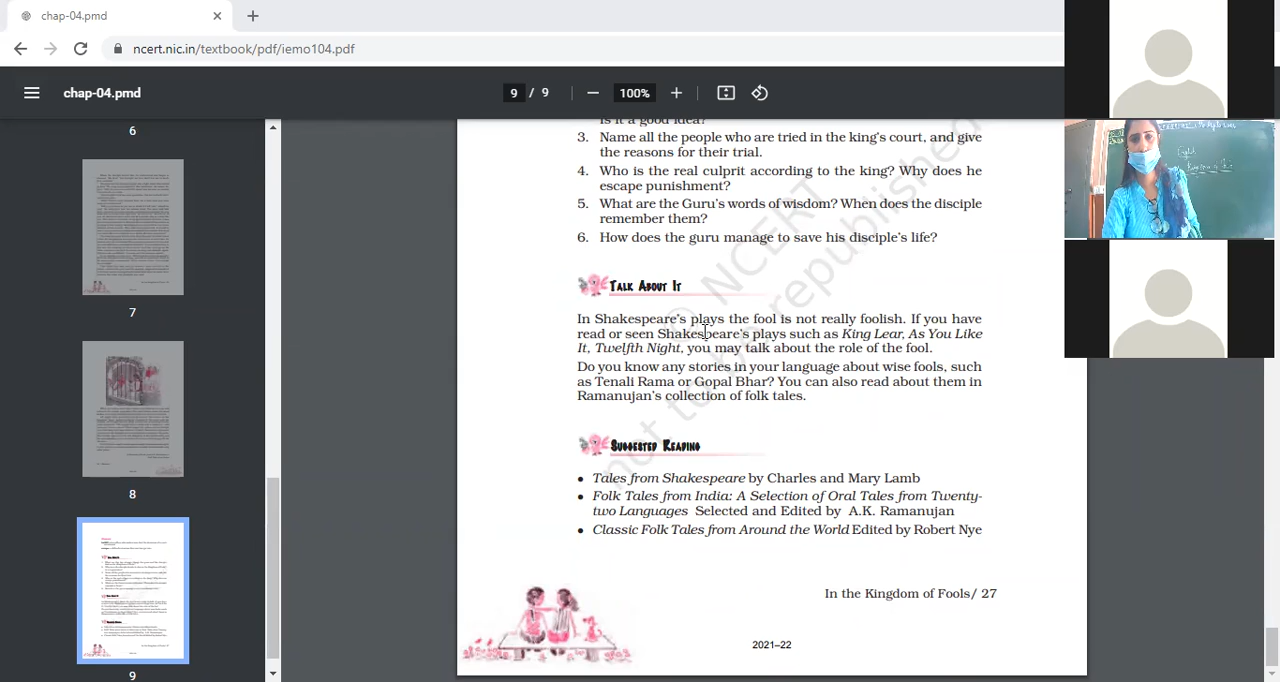 chap-04.pmd
ncert.nic.in/textbook/pdf/iemo104.pdf
chap-04.pmd
9 / 9
100%
6
7
8
9
is it a good idea?
3. Name all the people who are tried in the king's court, and give
the reasons for their trial.
4. Who is the real culprit according to the king? Why does he
escape punishment?
5. What are the Guru's words of wisdom? When does the disciple
remember them?
6. How does the guru manage to save his disciple's life?
TALK ABOUT IT
In Shakespeare's plays the fool is not really foolish. If you have
read or seen Shakespeare's plays such as King Lear, As You Like
It, Twelfth Night, you may talk about the role of the fool.
Do you know any stories in your language about wise fools, such
as Tenali Rama or Gopal Bhar? You can also read about them in
Ramanujan's collection of folk tales.
SUGGESTED READING
• Tales from Shakespeare by Charles and Mary Lamb
• Folk Tales from India: A Selection of Oral Tales from Twenty-
two Languages Selected and Edited by A.K. Ramanujan
• Classic Folk Tales from Around the World Edited by Robert Nye
In the Kingdom of Fools/ 27
2021–22
© NCERT
not to be republished
English